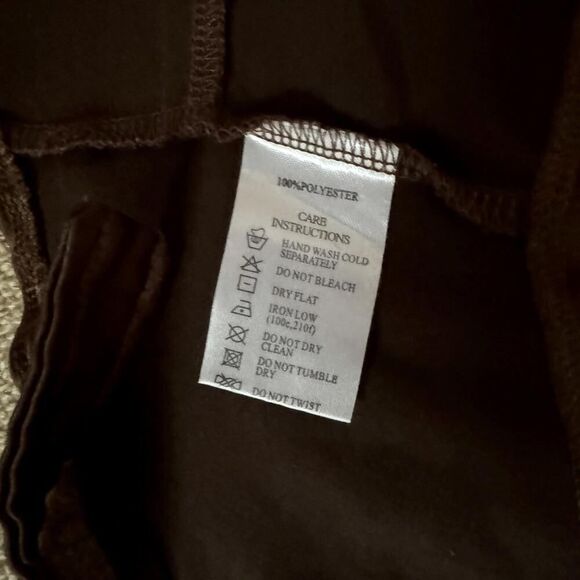 100%POLYESTER
CARE
INSTRUCTIONS
HAND WASH COLD
SEPARATELY
DO NOT BLEACH
DRY FLAT
IRON LOW
(100c,210f)
DO NOT DRY
CLEAN
DO NOT TUMBLE
DRY
DO NOT TWIST